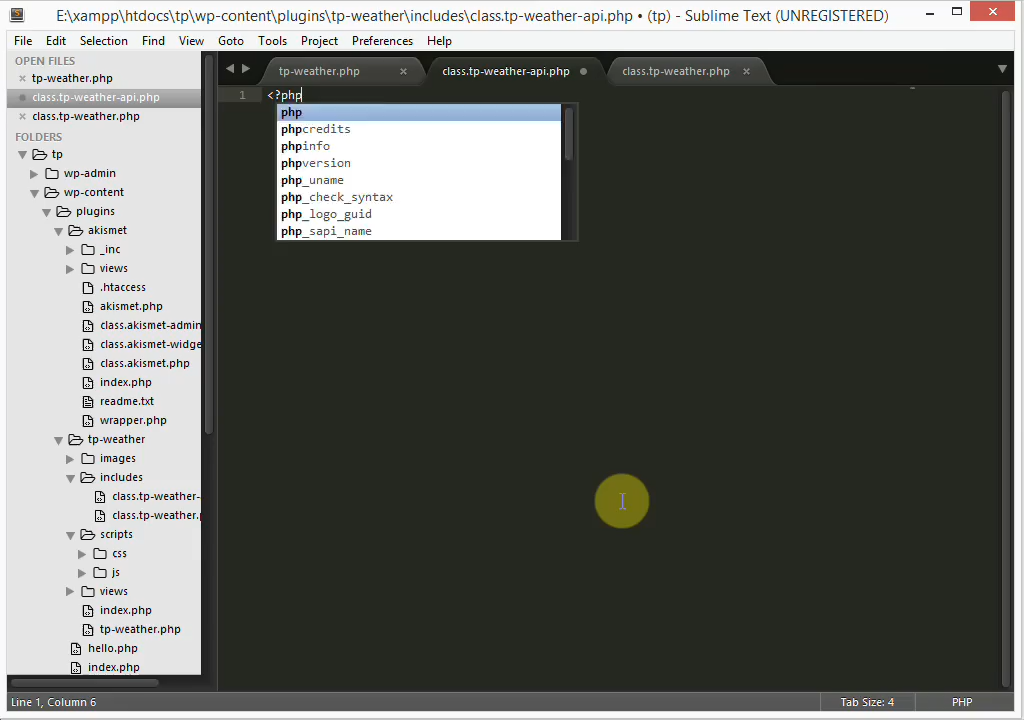 E:\xampp\htdocs\tp\wp-content\plugins\tp-weather\includes\class.tp-weather-api.php • (tp) - Sublime Text (UNREGISTERED)
File Edit Selection Find View Goto Tools Project Preferences Help
OPEN FILES
tp-weather.php
class.tp-weather-api.php
class.tp-weather.php
FOLDERS
tp
wp-admin
wp-content
plugins
akismet
_inc
views
.htaccess
akismet.php
class.akismet-admin
class.akismet-widge
class.akismet.php
index.php
readme.txt
wrapper.php
tp-weather
images
includes
class.tp-weather-
class.tp-weather.p
scripts
css
js
views
index.php
tp-weather.php
hello.php
index.php
tp-weather.php class.tp-weather-api.php class.tp-weather.php
1 <?php
php
phpcredits
phpinfo
phpversion
php_uname
php_check_syntax
php_logo_guid
php_sapi_name
Line 1, Column 6 Tab Size: 4 PHP